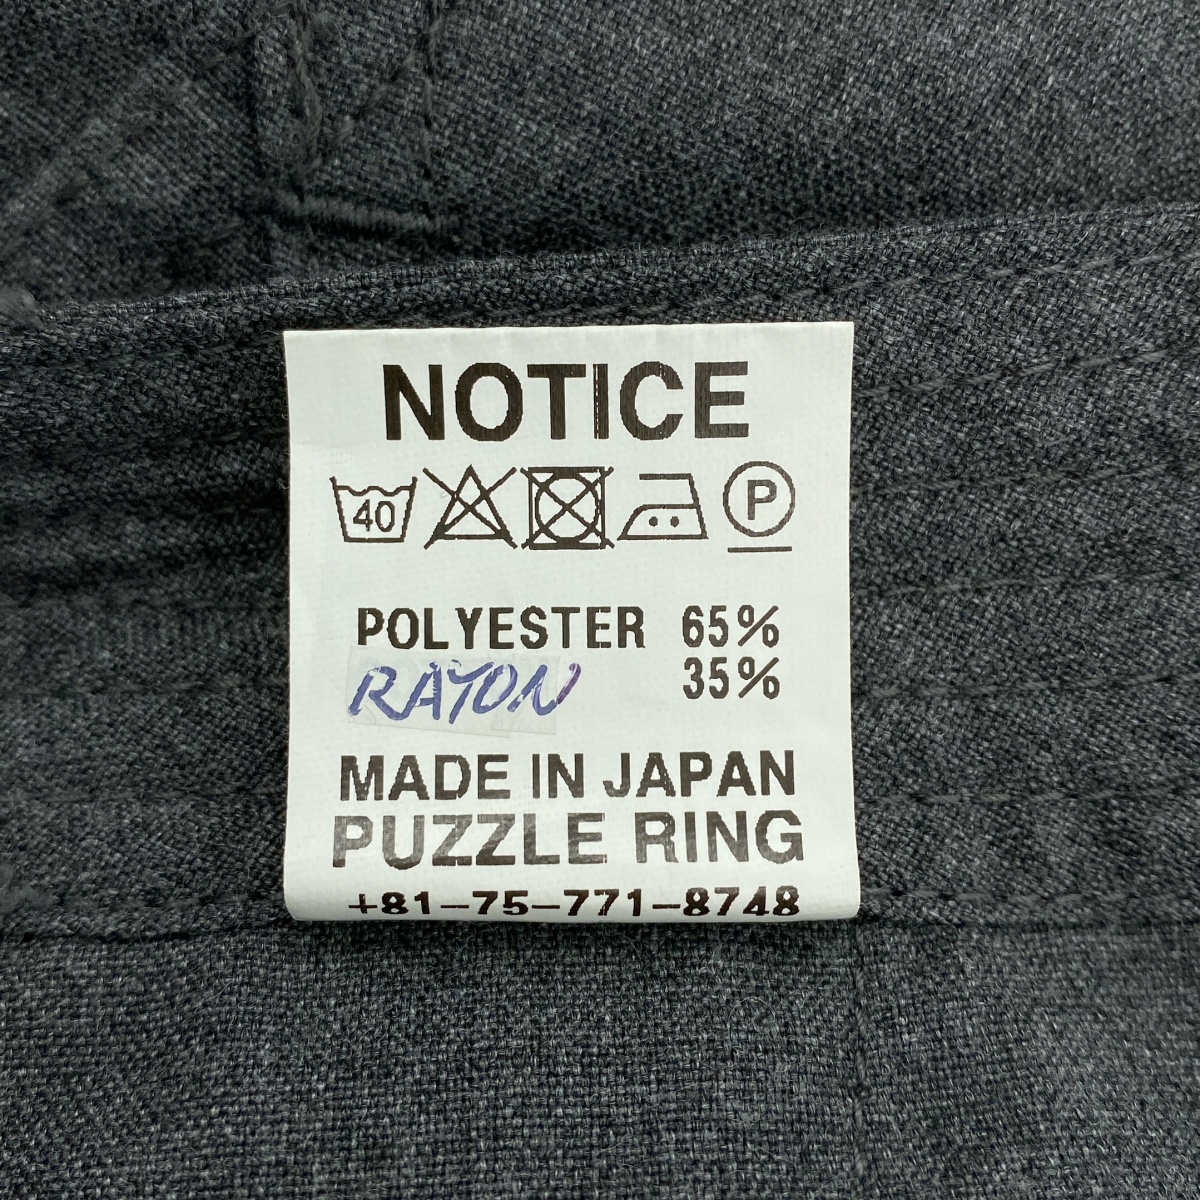 NOTICE
40 P
POLYESTER 65%
RAYON 35%
MADE IN JAPAN
PUZZLE RING
+81-75-771-8748